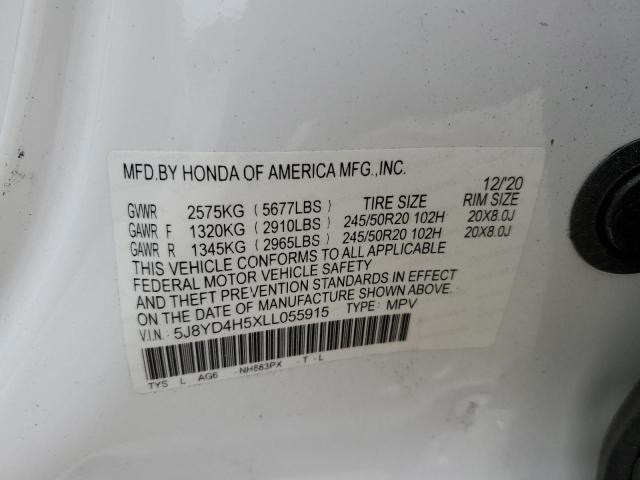 MFD.BY HONDA OF AMERICA MFG.,INC.
12/'20
GVWR 2575KG (5677LBS) TIRE SIZE RIM SIZE
GAWR F 1320KG (2910LBS) 245/50R20 102H 20X8.0J
GAWR R 1345KG (2965LBS) 245/50R20 102H 20X8.0J
THIS VEHICLE CONFORMS TO ALL APPLICABLE
FEDERAL MOTOR VEHICLE SAFETY
AND THEFT PREVENTION STANDARDS IN EFFECT
ON THE DATE OF MANUFACTURE SHOWN ABOVE.
V.I.N.: 5J8YD4H5XLL055915 TYPE: MPV
TYS L AG6 NH883PX -T-L